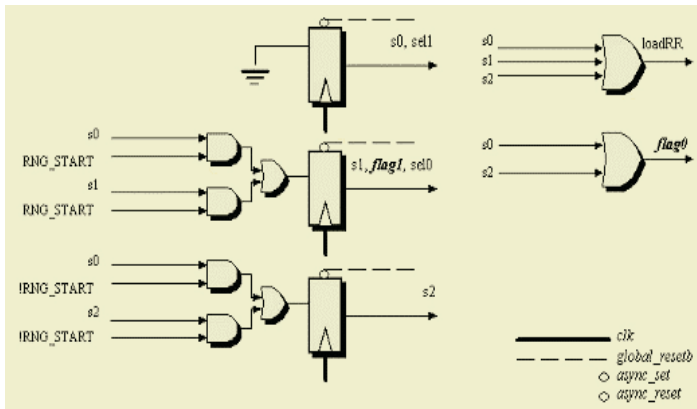 s0, sel1
s0
s1
s2
loadRR
s0
RNG_START
s1
RNG_START
s1, flag1, sel0
s0
s2
flag0
s0
!RNG_START
s2
!RNG_START
s2
clk
global_resetb
async_set
async_reset